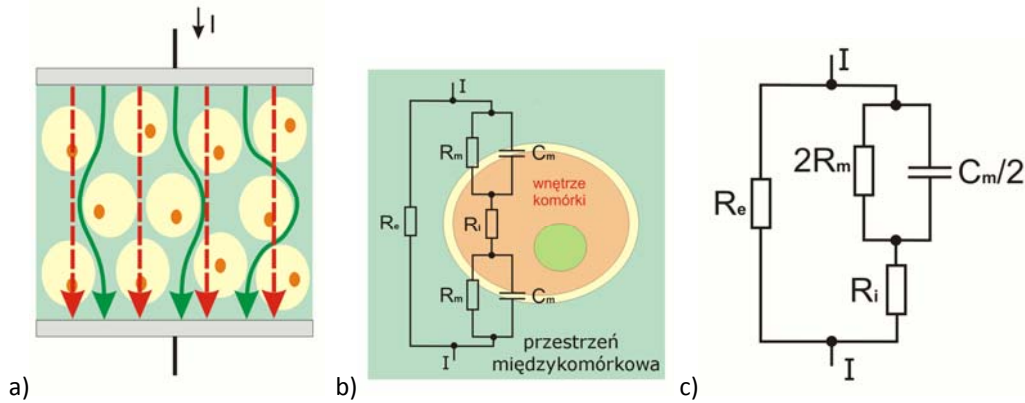 I
a)
I
Rₘ
Cₘ
wnętrze
komórki
Rₑ
Rᵢ
Rₘ
Cₘ
I
przestrzeń
międzykomórkowa
b)
I
2Rₘ
Cₘ/2
Rₑ
Rᵢ
I
c)